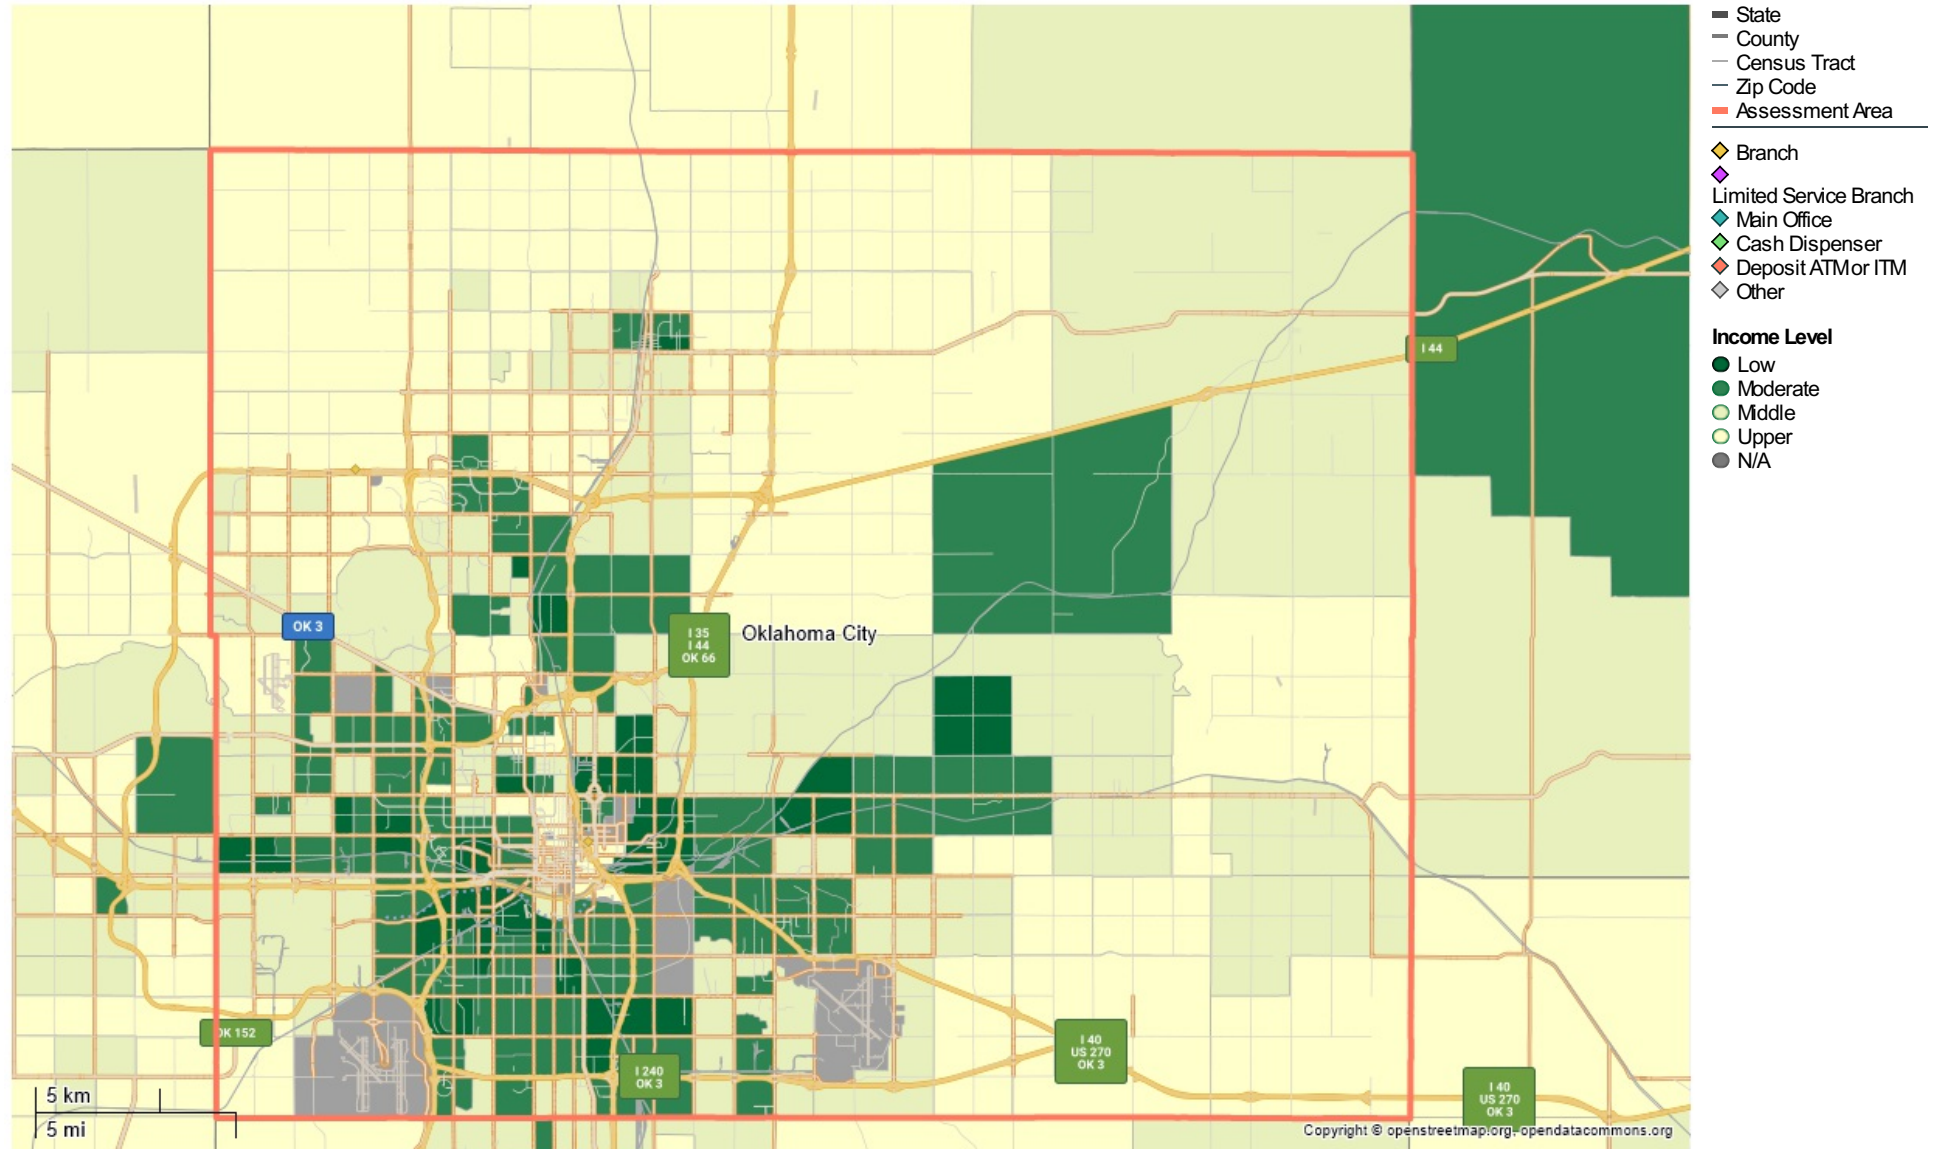 State
County
Census Tract
Zip Code
Assessment Area
Branch
Limited Service Branch
Main Office
Cash Dispenser
Deposit ATM or ITM
Other
Income Level
Low
Moderate
Middle
Upper
N/A
I 44
OK 3
I 35
I 44
OK 66
Oklahoma City
OK 152
I 40
US 270
OK 3
I 240
OK 3
I 40
US 270
OK 3
5 km
5 mi
Copyright © openstreetmap.org, opendatacommons.org